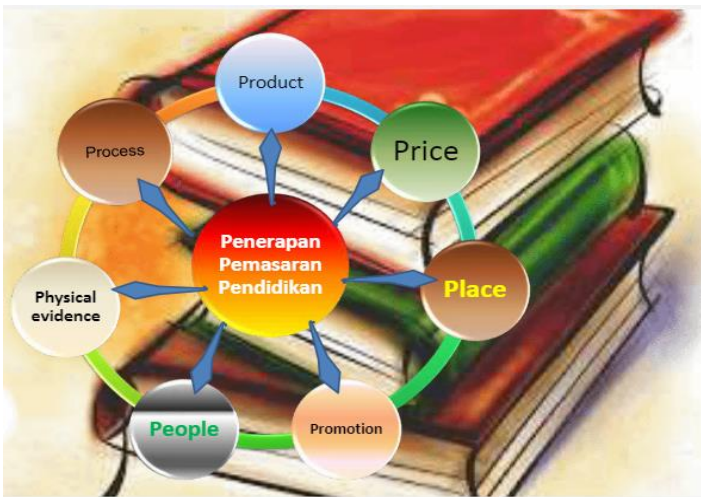 Product
Price
Place
Promotion
People
Physical
evidence
Process
Penerapan
Pemasaran
Pendidikan